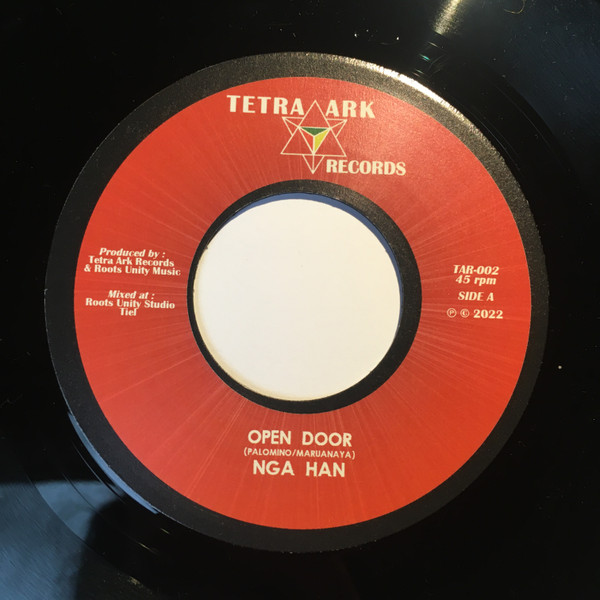 TETRA ARK
RECORDS
Produced by :
Tetra Ark Records
& Roots Unity Music
Mixed at :
Roots Unity Studio
Tief
TAR-002
45 rpm
SIDE A
℗ © 2022
OPEN DOOR
(PALOMINO/MARUANAYA)
NGA HAN